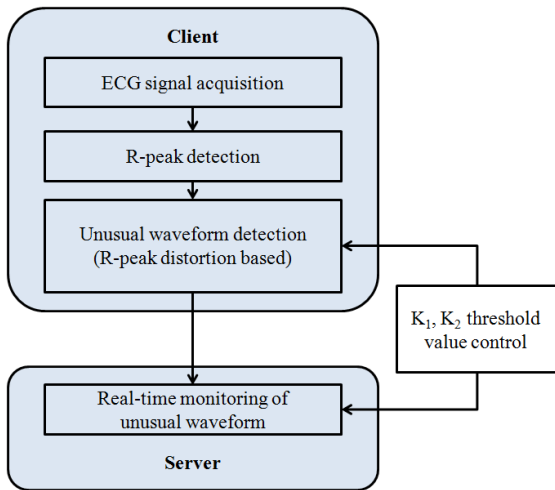 Client
ECG signal acquisition
R-peak detection
Unusual waveform detection
(R-peak distortion based)
K₁, K₂ threshold
value control
Real-time monitoring of
unusual waveform
Server